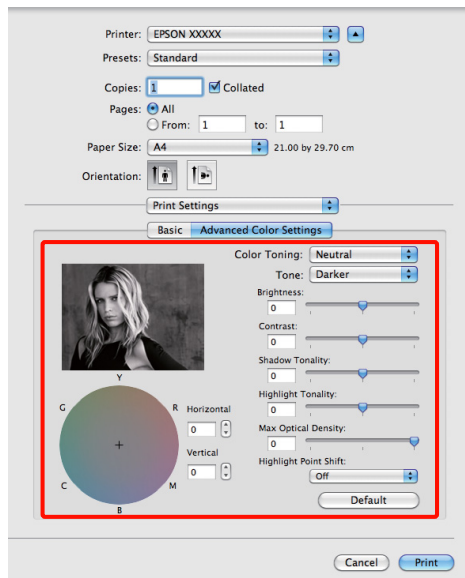 Printer: EPSON XXXXX
Presets: Standard
Copies: 1 Collated
Pages: All
From: 1 to: 1
Paper Size: A4 21.00 by 29.70 cm
Orientation:
Print Settings
Basic Advanced Color Settings
Color Toning: Neutral
Tone: Darker
Brightness:
0
Contrast:
0
Shadow Tonality:
0
Highlight Tonality:
0
Max Optical Density:
0
Highlight Point Shift:
Off
Default
Y
G R
C M
B
Horizontal
0
Vertical
0
Cancel Print